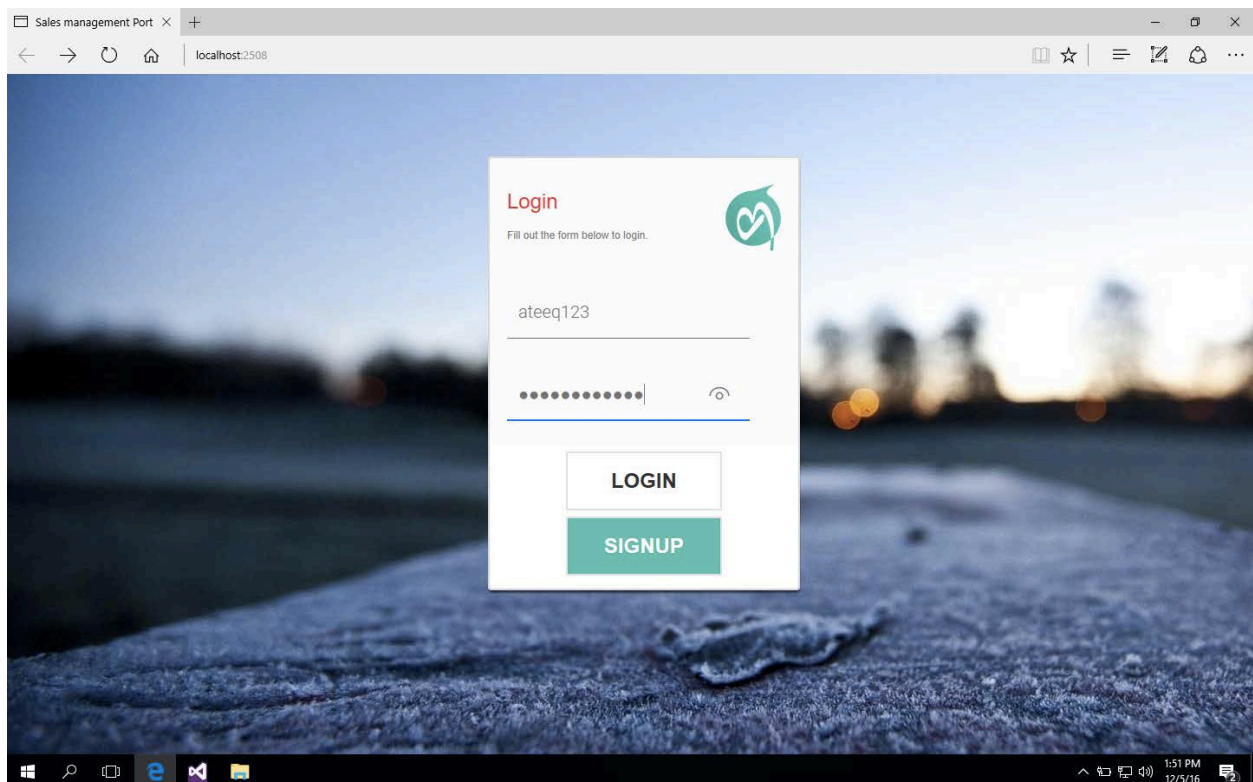 Sales management Port
localhost:2508
Login
Fill out the form below to login.
ateeq123
LOGIN
SIGNUP
1:51 PM
12/5/16
2